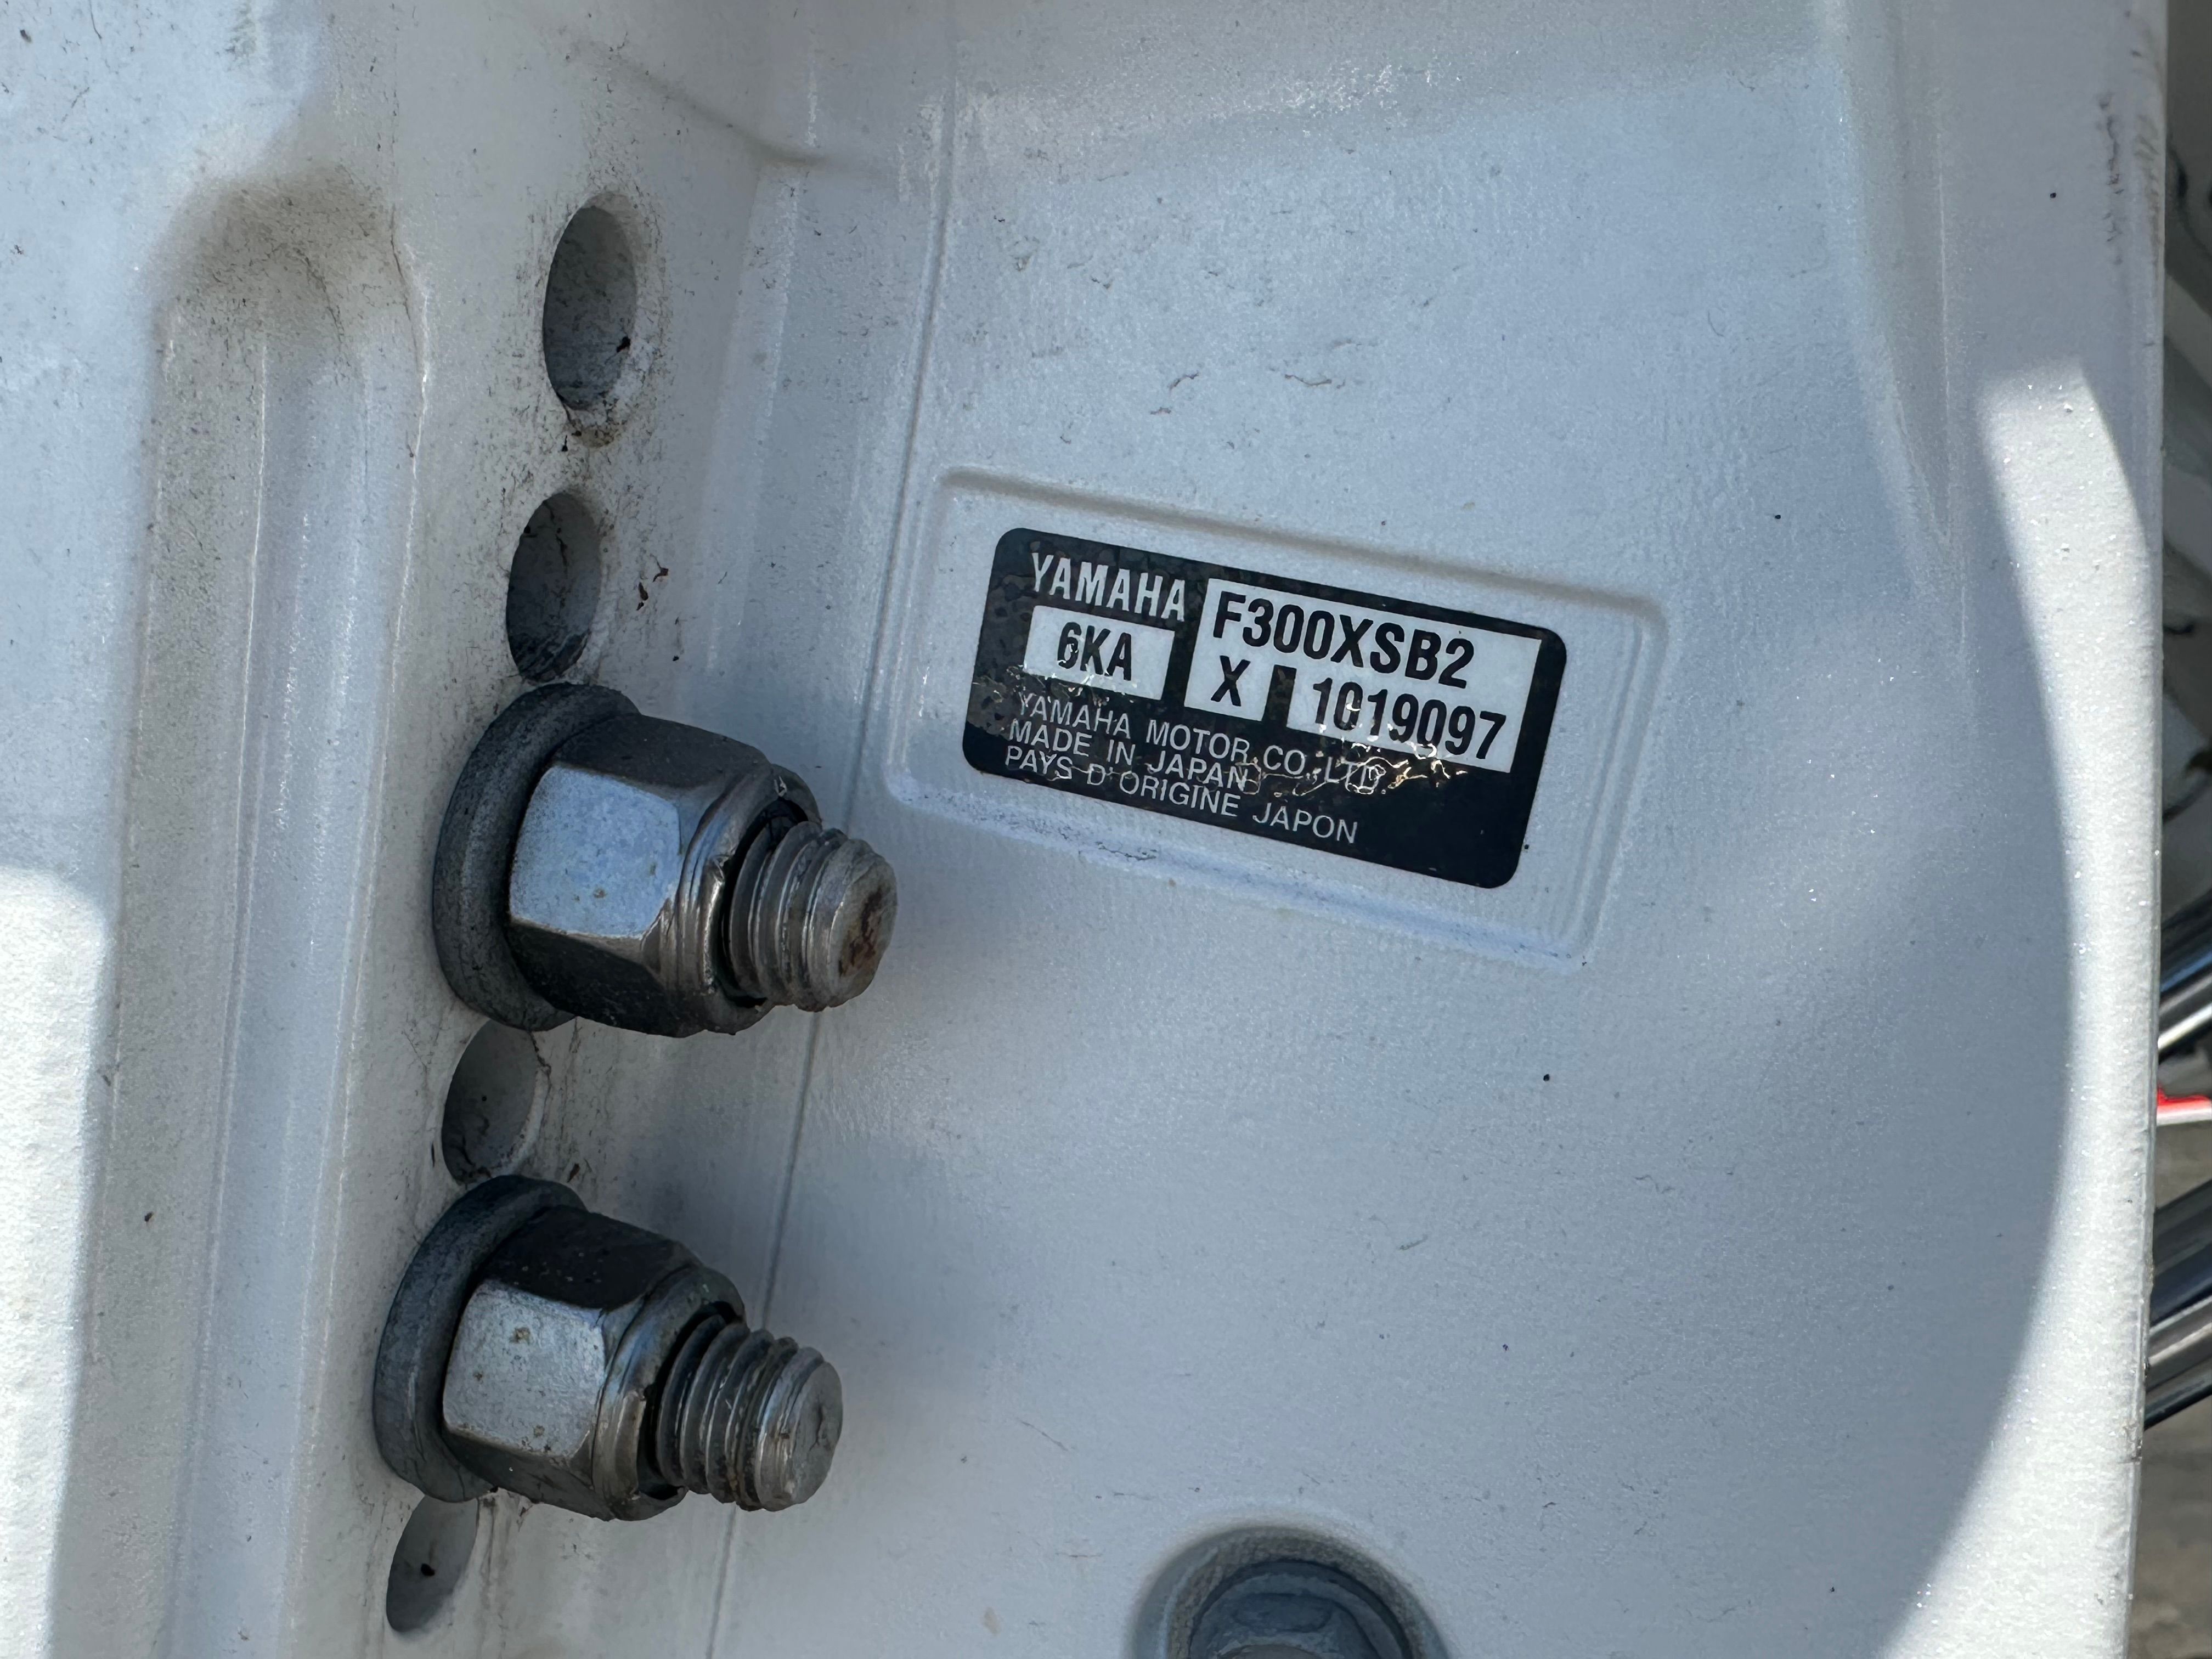 YAMAHA F300XSB2
6KA X 1019097
YAMAHA MOTOR CO.,LTD.
MADE IN JAPAN
PAYS D'ORIGINE JAPON